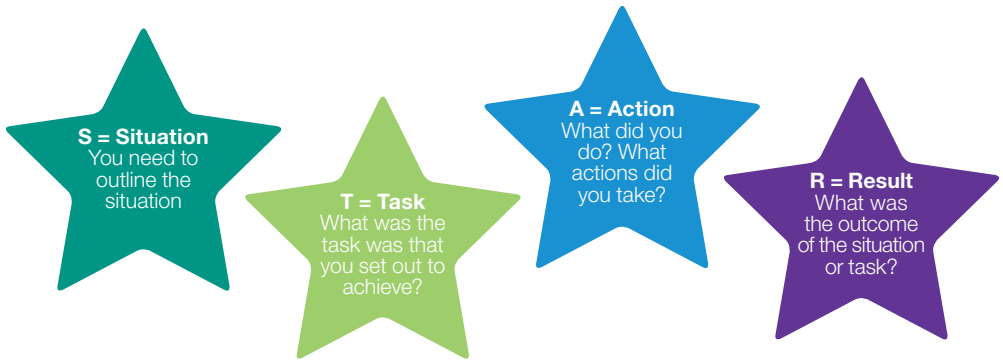 S = Situation
You need to
outline the
situation
T = Task
What was the
task was that
you set out to
achieve?
A = Action
What did you
do? What
actions did
you take?
R = Result
What was
the outcome
of the situation
or task?